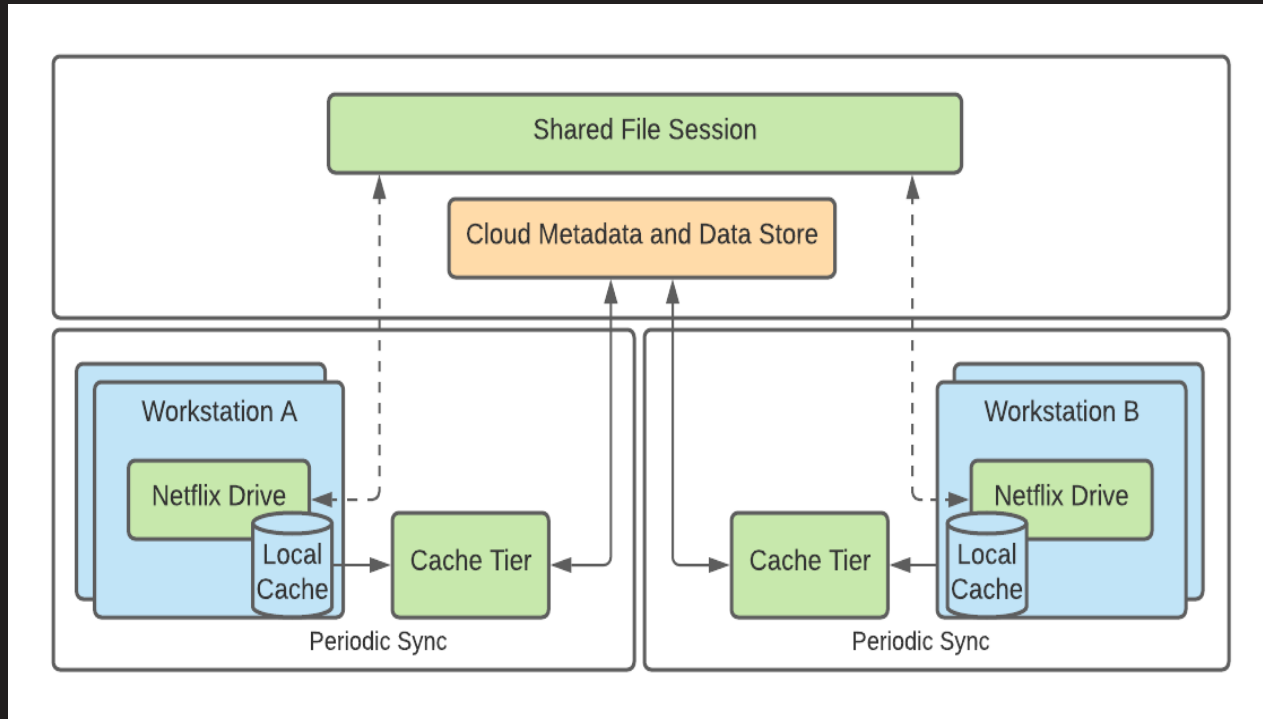 Shared File Session
Cloud Metadata and Data Store
Workstation A
Netflix Drive
Local
Cache
Cache Tier
Periodic Sync
Workstation B
Netflix Drive
Local
Cache
Cache Tier
Periodic Sync